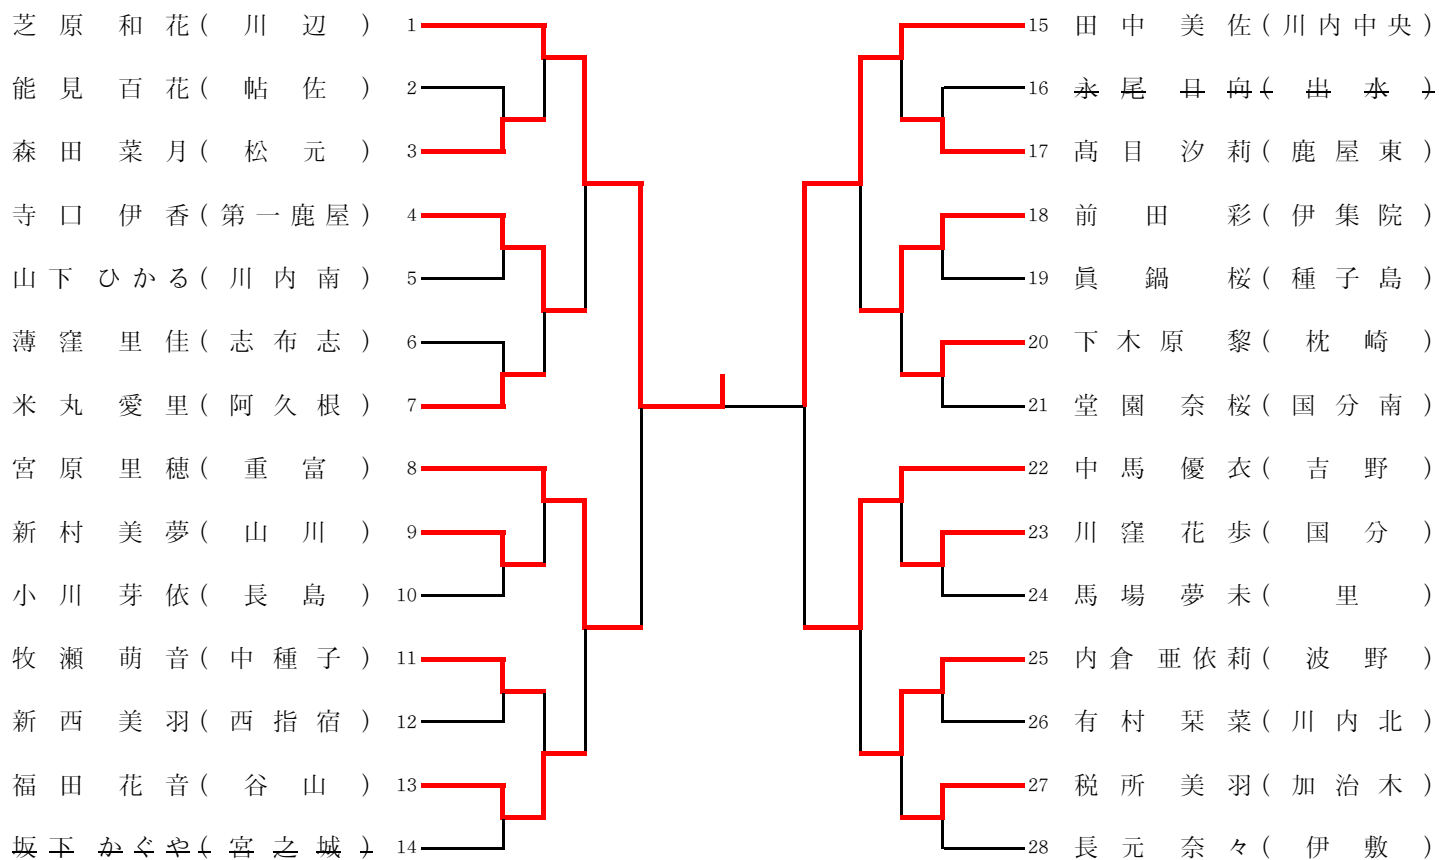 芝原 和花 ( 川辺 ) 1
能見 百花 ( 帖佐 ) 2
森田 菜月 ( 松元 ) 3
寺口 伊香 ( 第一鹿屋 ) 4
山下 ひかる ( 川内南 ) 5
薄窪 里佳 ( 志布志 ) 6
米丸 愛里 ( 阿久根 ) 7
宮原 里穂 ( 重富 ) 8
新村 美夢 ( 山川 ) 9
小川 芽依 ( 長島 ) 10
牧瀬 萌音 ( 中種子 ) 11
新西 美羽 ( 西指宿 ) 12
福田 花音 ( 谷山 ) 13
坂下 かぐや ( 宮之城 ) 14
15 田中 美佐 ( 川内中央 )
16 永尾 日向 ( 出水 )
17 髙目 汐莉 ( 鹿屋東 )
18 前田 彩 ( 伊集院 )
19 眞鍋 桜 ( 種子島 )
20 下木原 黎 ( 枕崎 )
21 堂園 奈桜 ( 国分南 )
22 中馬 優衣 ( 吉野 )
23 川窪 花歩 ( 国分 )
24 馬場 夢未 ( 里 )
25 内倉 亜依莉 ( 波野 )
26 有村 栞菜 ( 川内北 )
27 税所 美羽 ( 加治木 )
28 長元 奈々 ( 伊敷 )